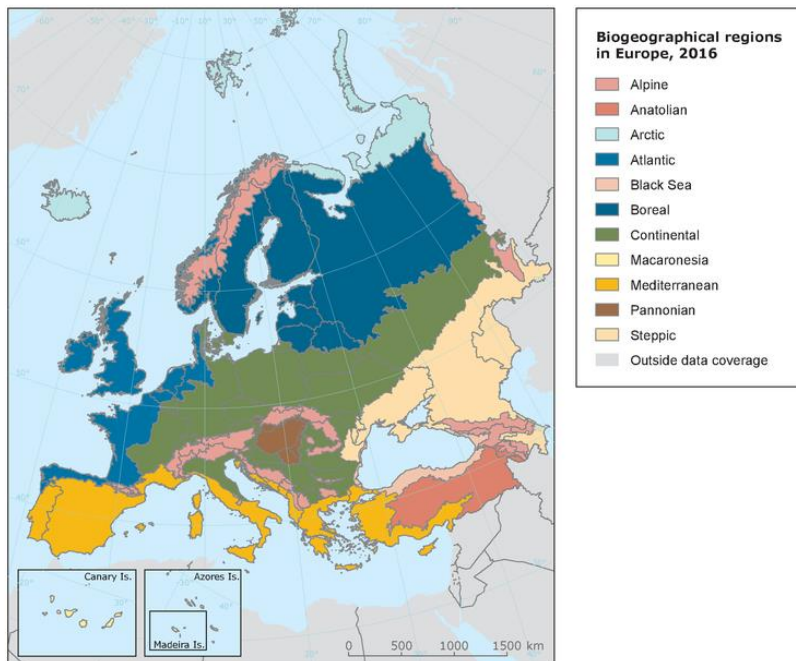 Biogeographical regions
in Europe, 2016
Alpine
Anatolian
Arctic
Atlantic
Black Sea
Boreal
Continental
Macaronesia
Mediterranean
Pannonian
Steppic
Outside data coverage
Canary Is.
Azores Is.
Madeira Is.
0 500 1000 1500 km